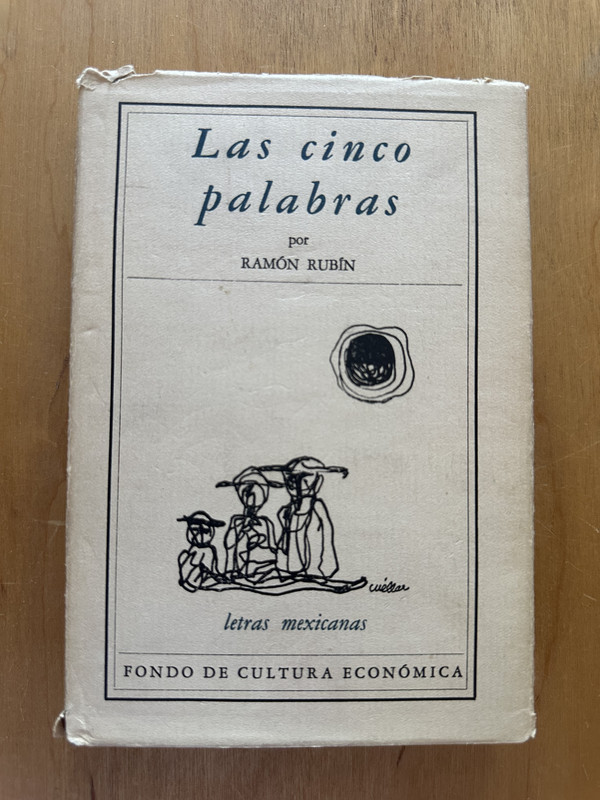 Las cinco
palabras
por
RAMÓN RUBÍN
cuéllar
letras mexicanas
FONDO DE CULTURA ECONÓMICA